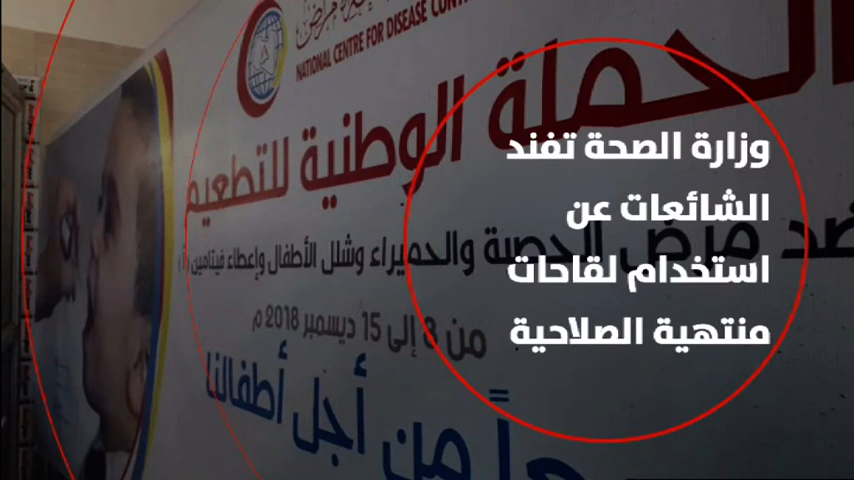 NATIONAL CENTRE FOR DISEASE
الحملة الوطنية للتطعيم
ضد مرض الحصبة والحميراء وشلل الأطفال وإعطاء فيتامين (أ)
من 8 إلى 15 ديسمبر 2018 م
من أجل أطفالنا
وزارة الصحة تفند
الشائعات عن
استخدام لقاحات
منتهية الصلاحية